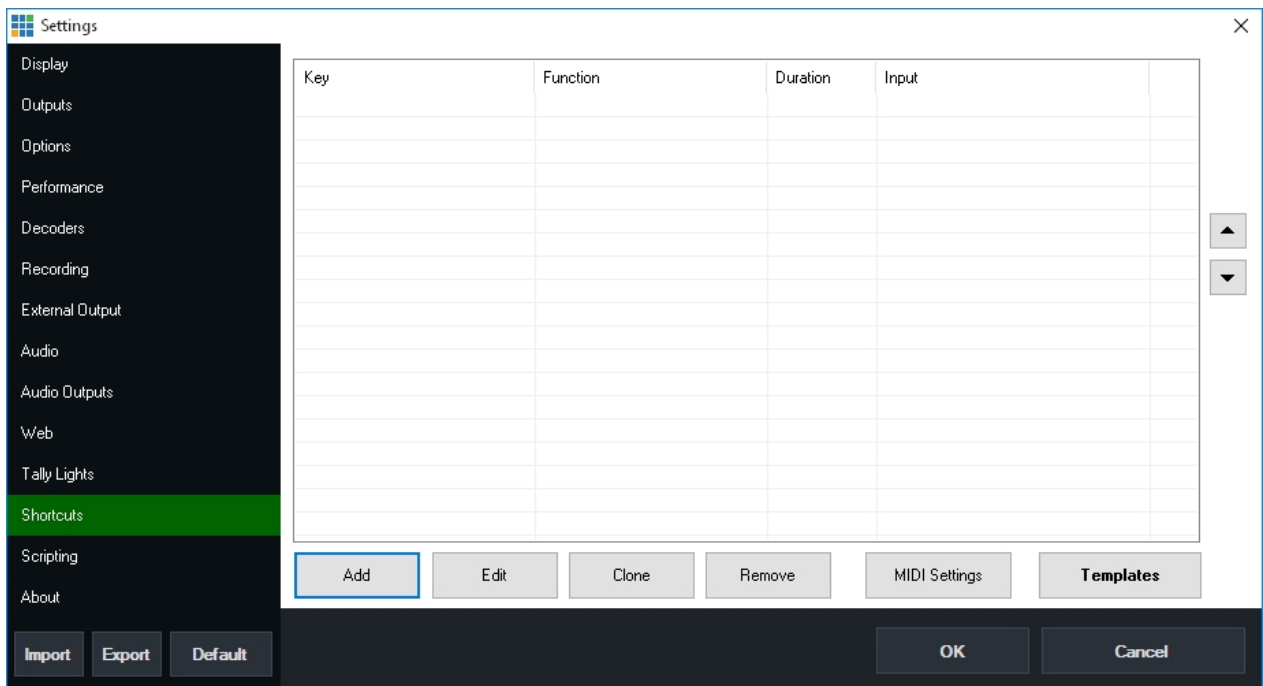 Settings
Display
Outputs
Options
Performance
Decoders
Recording
External Output
Audio
Audio Outputs
Web
Tally Lights
Shortcuts
Scripting
About
Import Export Default
Key Function Duration Input
Add Edit Clone Remove MIDI Settings Templates
OK Cancel